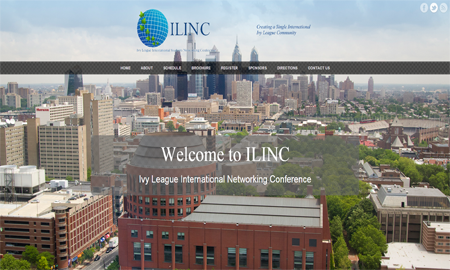 ILINC
Ivy League International Networking Conference
Creating a Single International
Ivy League Community
HOME ABOUT SCHEDULE BROCHURE REGISTER SPONSORS DIRECTIONS CONTACT US
Welcome to ILINC
Ivy League International Networking Conference